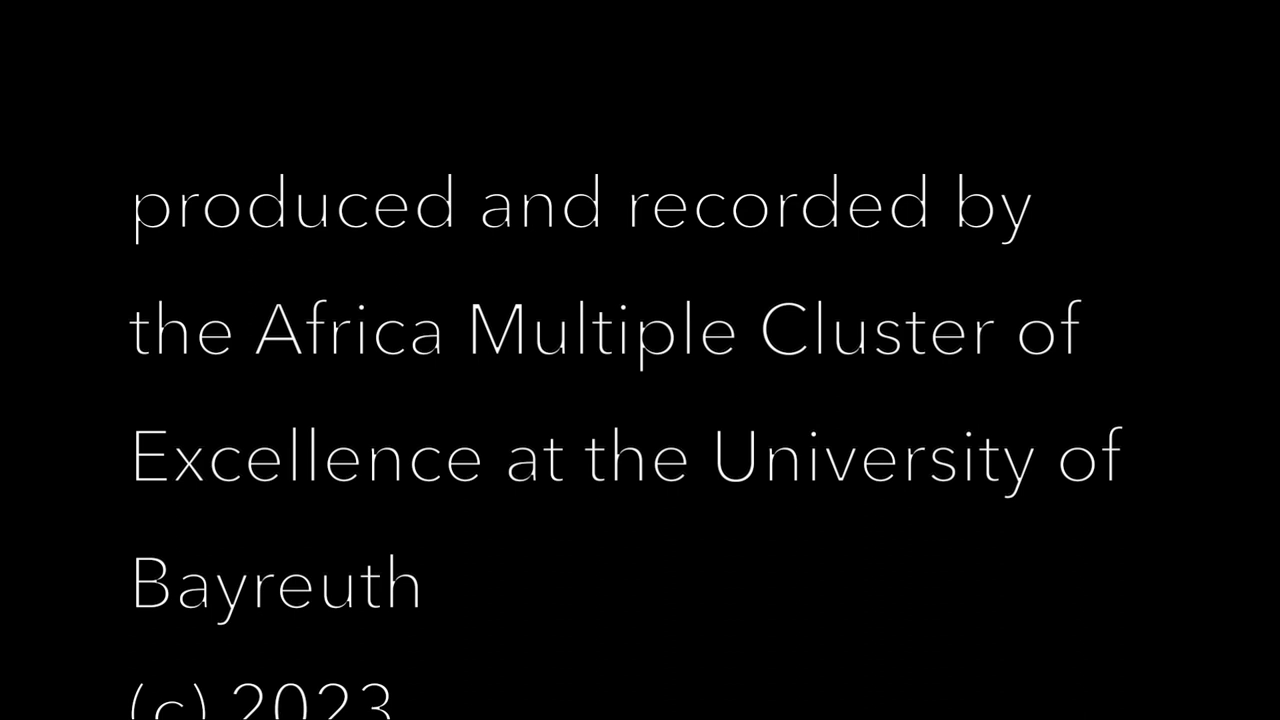 produced and recorded by
the Africa Multiple Cluster of
Excellence at the University of
Bayreuth
(c) 2023